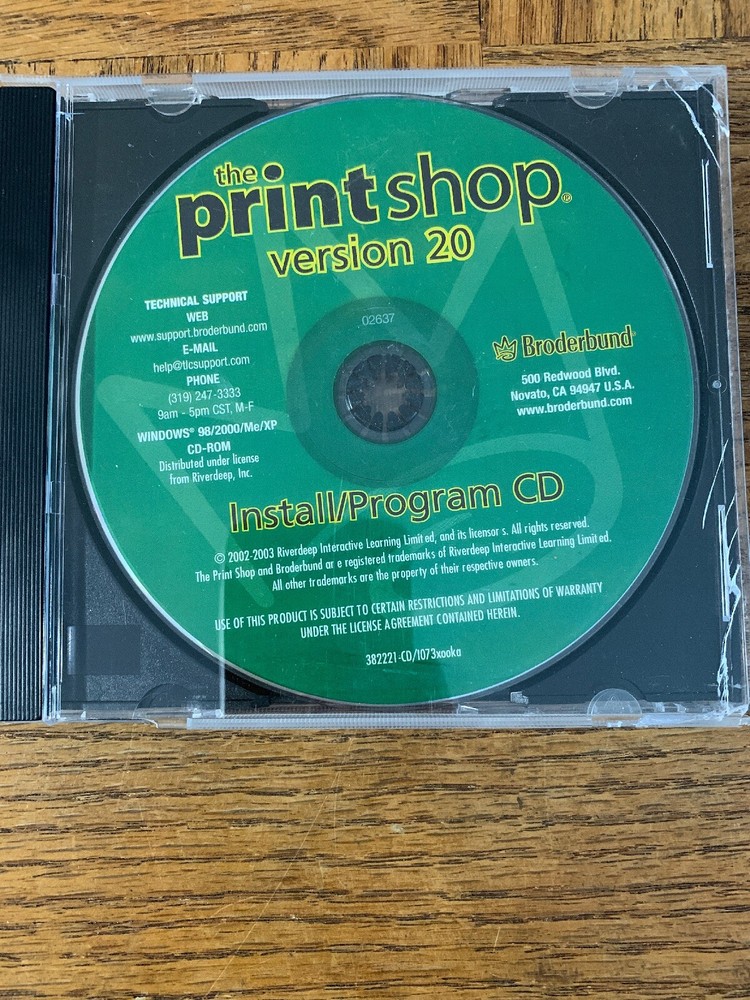 the
printshop®
version 20
TECHNICAL SUPPORT
WEB
www.support.broderbund.com
E-MAIL
help@tlcsupport.com
PHONE
(319) 247-3333
9am - 5pm CST, M-F
WINDOWS® 98/2000/Me/XP
CD-ROM
Distributed under license
from Riverdeep, Inc.
02637
Broderbund®
500 Redwood Blvd.
Novato, CA 94947 U.S.A.
www.broderbund.com
Install/Program CD
© 2002-2003 Riverdeep Interactive Learning Limited, and its licensor s. All rights reserved.
The Print Shop and Broderbund ar e registered trademarks of Riverdeep Interactive Learning Limited.
All other trademarks are the property of their respective owners.
USE OF THIS PRODUCT IS SUBJECT TO CERTAIN RESTRICTIONS AND LIMITATIONS OF WARRANTY
UNDER THE LICENSE AGREEMENT CONTAINED HEREIN.
382221-CD/I073xooka